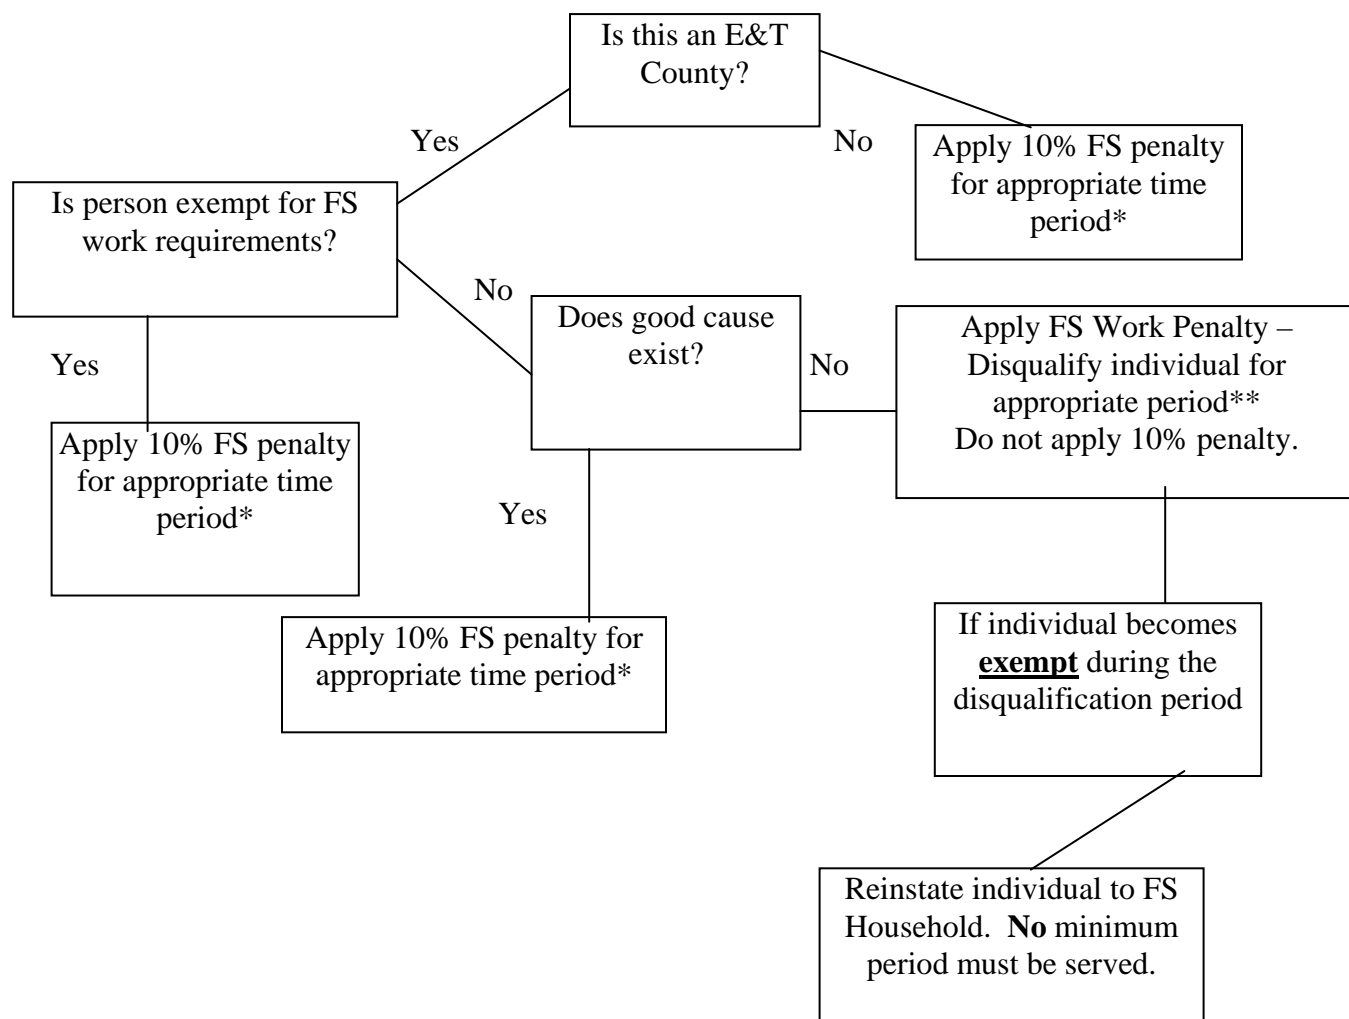 Is this an E&T
County?
Yes
No
Apply 10% FS penalty
for appropriate time
period*
Is person exempt for FS
work requirements?
No
Does good cause
exist?
No
Apply FS Work Penalty –
Disqualify individual for
appropriate period**
Do not apply 10% penalty.
Yes
Apply 10% FS penalty
for appropriate time
period*
Yes
Apply 10% FS penalty for
appropriate time period*
If individual becomes
exempt during the
disqualification period
Reinstate individual to FS
Household. No minimum
period must be served.